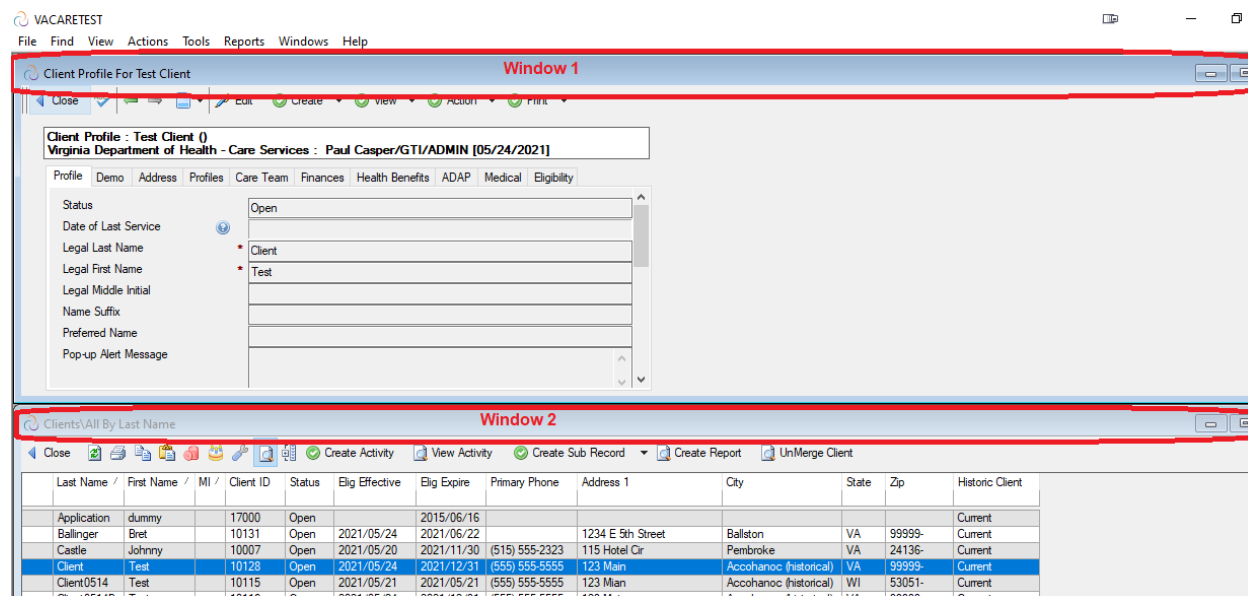 VACARETEST
File Find View Actions Tools Reports Windows Help
Client Profile For Test Client Window 1
Close Edit Create View Action Print
Client Profile : Test Client ()
Virginia Department of Health - Care Services : Paul Casper/GTI/ADMIN [05/24/2021]
Profile Demo Address Profiles Care Team Finances Health Benefits ADAP Medical Eligibility
Status Open
Date of Last Service
Legal Last Name * Client
Legal First Name * Test
Legal Middle Initial
Name Suffix
Preferred Name
Pop-up Alert Message
Clients\All By Last Name Window 2
Close Create Activity View Activity Create Sub Record Create Report UnMerge Client
Last Name / First Name / MI / Client ID Status Elig Effective Elig Expire Primary Phone Address 1 City State Zip Historic Client
Application dummy 17000 Open 2015/06/16 Current
Ballinger Bret 10131 Open 2021/05/24 2021/06/22 1234 E 5th Street Ballston VA 99999- Current
Castle Johnny 10007 Open 2021/05/20 2021/11/30 (515) 555-2323 115 Hotel Cir Pembroke VA 24136- Current
Client Test 10128 Open 2021/05/24 2021/12/31 (555) 555-5555 123 Main Accohanoc (historical) VA 99999- Current
Client0514 Test 10115 Open 2021/05/21 2021/05/21 (555) 555-5555 123 Mian Accohanoc (historical) WI 53051- Current